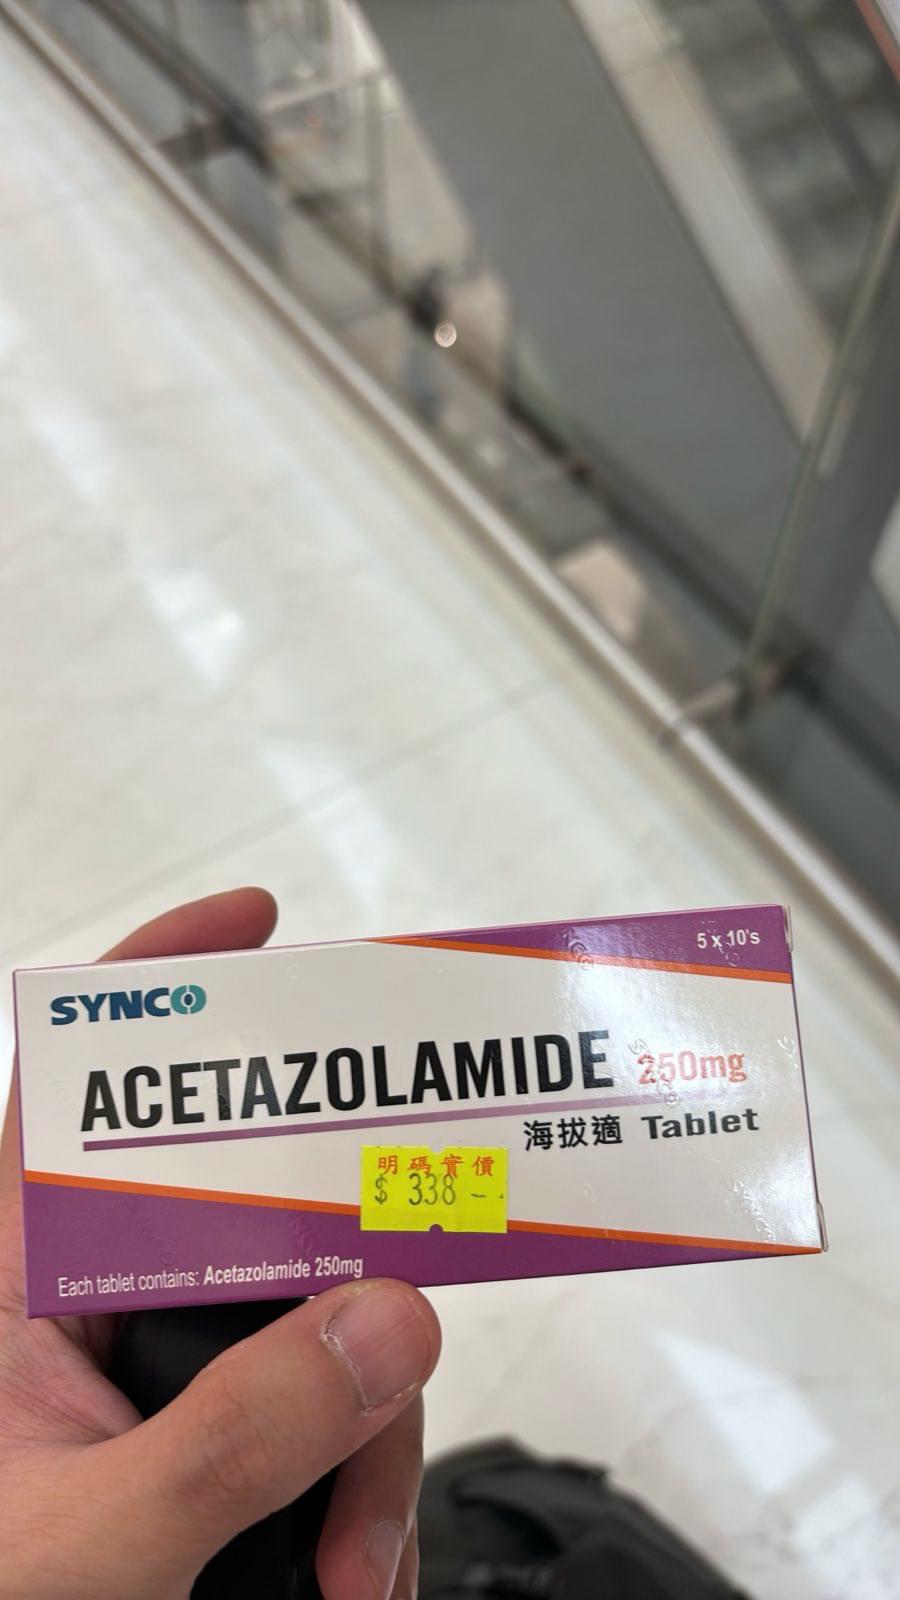 5 x 10's
SYNCO
ACETAZOLAMIDE 250mg
海拔適 Tablet
明碼實價
$ 338 -
Each tablet contains: Acetazolamide 250mg